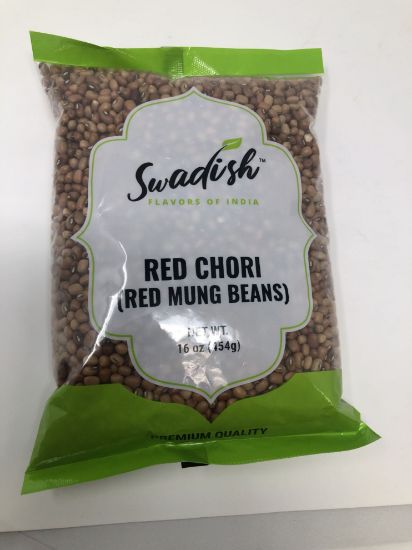 Swadish™
FLAVORS OF INDIA
RED CHORI
(RED MUNG BEANS)
NET WT.
16 oz (454g)
PREMIUM QUALITY